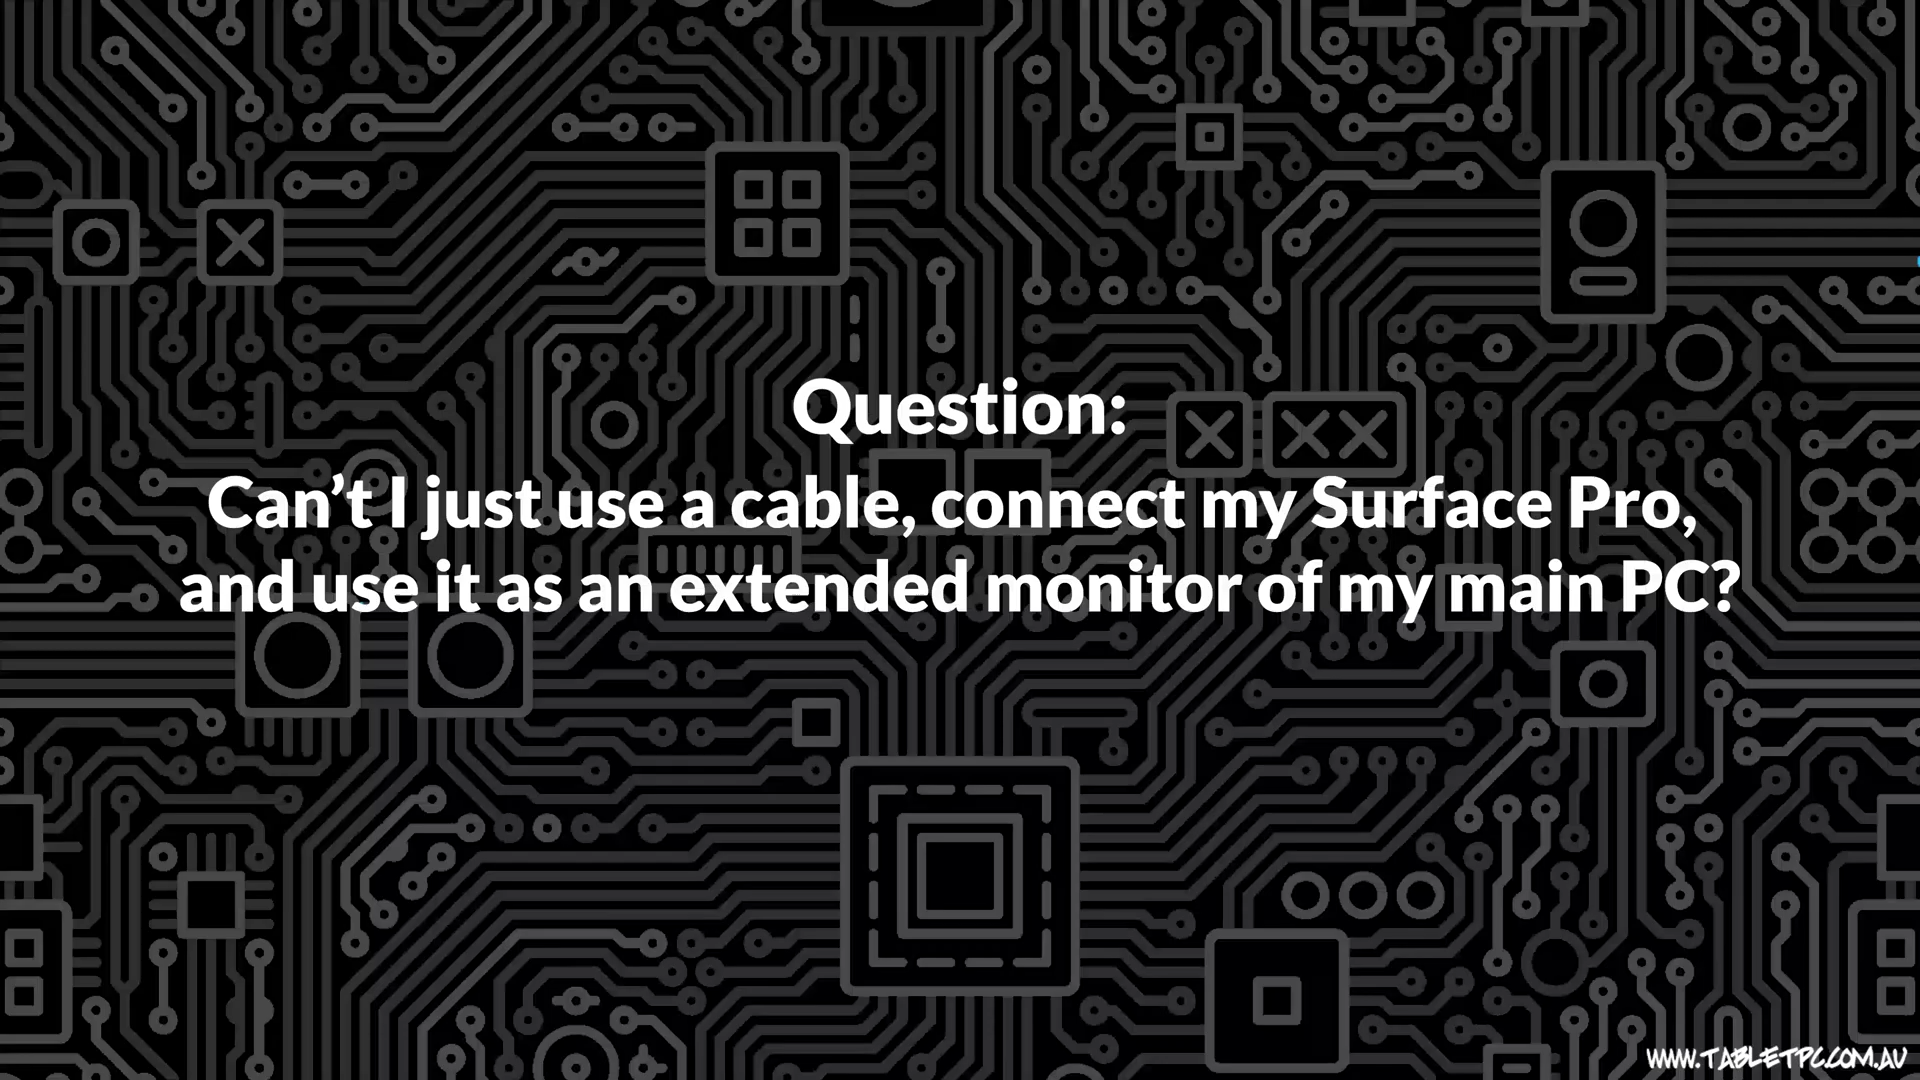 Question:
Can’t I just use a cable, connect my Surface Pro,
and use it as an extended monitor of my main PC?
WWW.TABLETPC.COM.AU